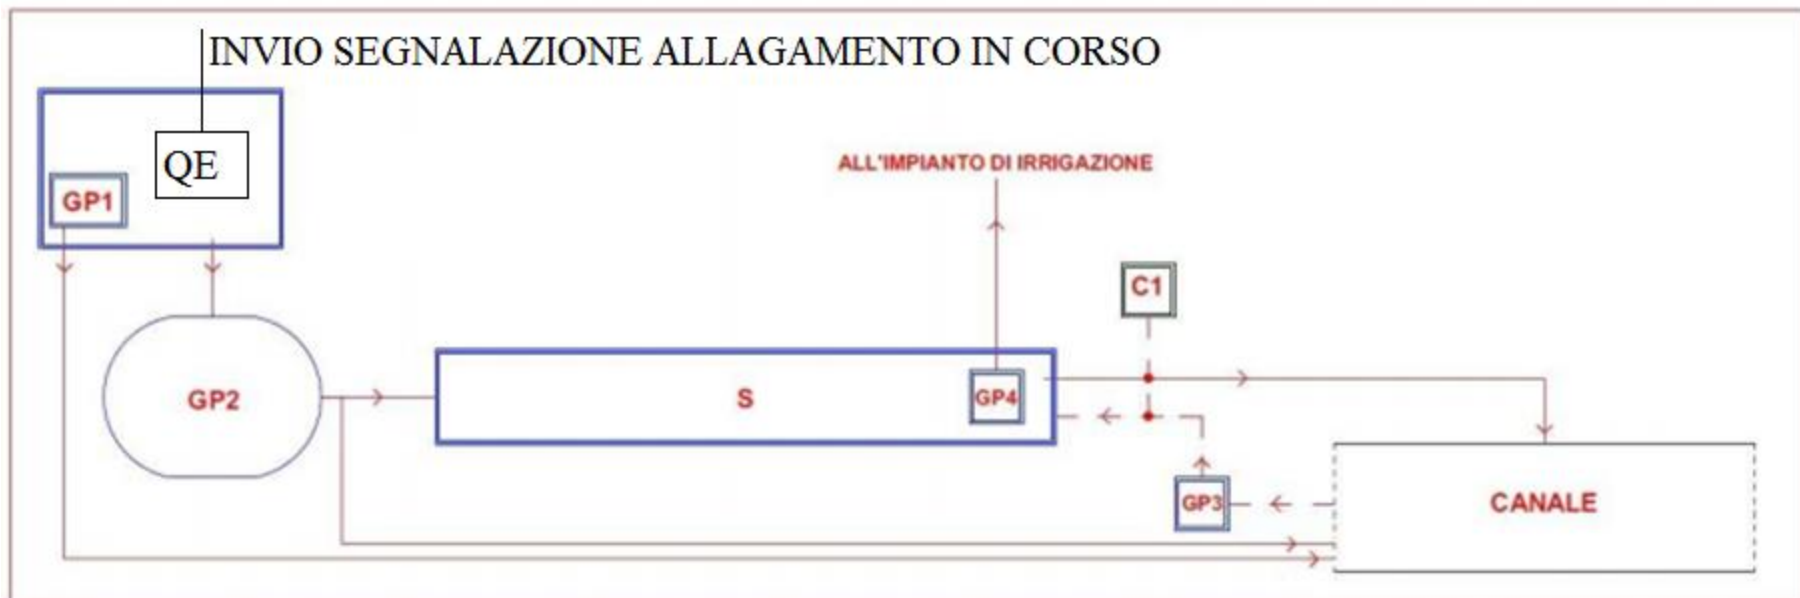 INVIO SEGNALAZIONE ALLAGAMENTO IN CORSO
QE
GP1
ALL'IMPIANTO DI IRRIGAZIONE
C1
GP2
S
GP4
GP3
CANALE